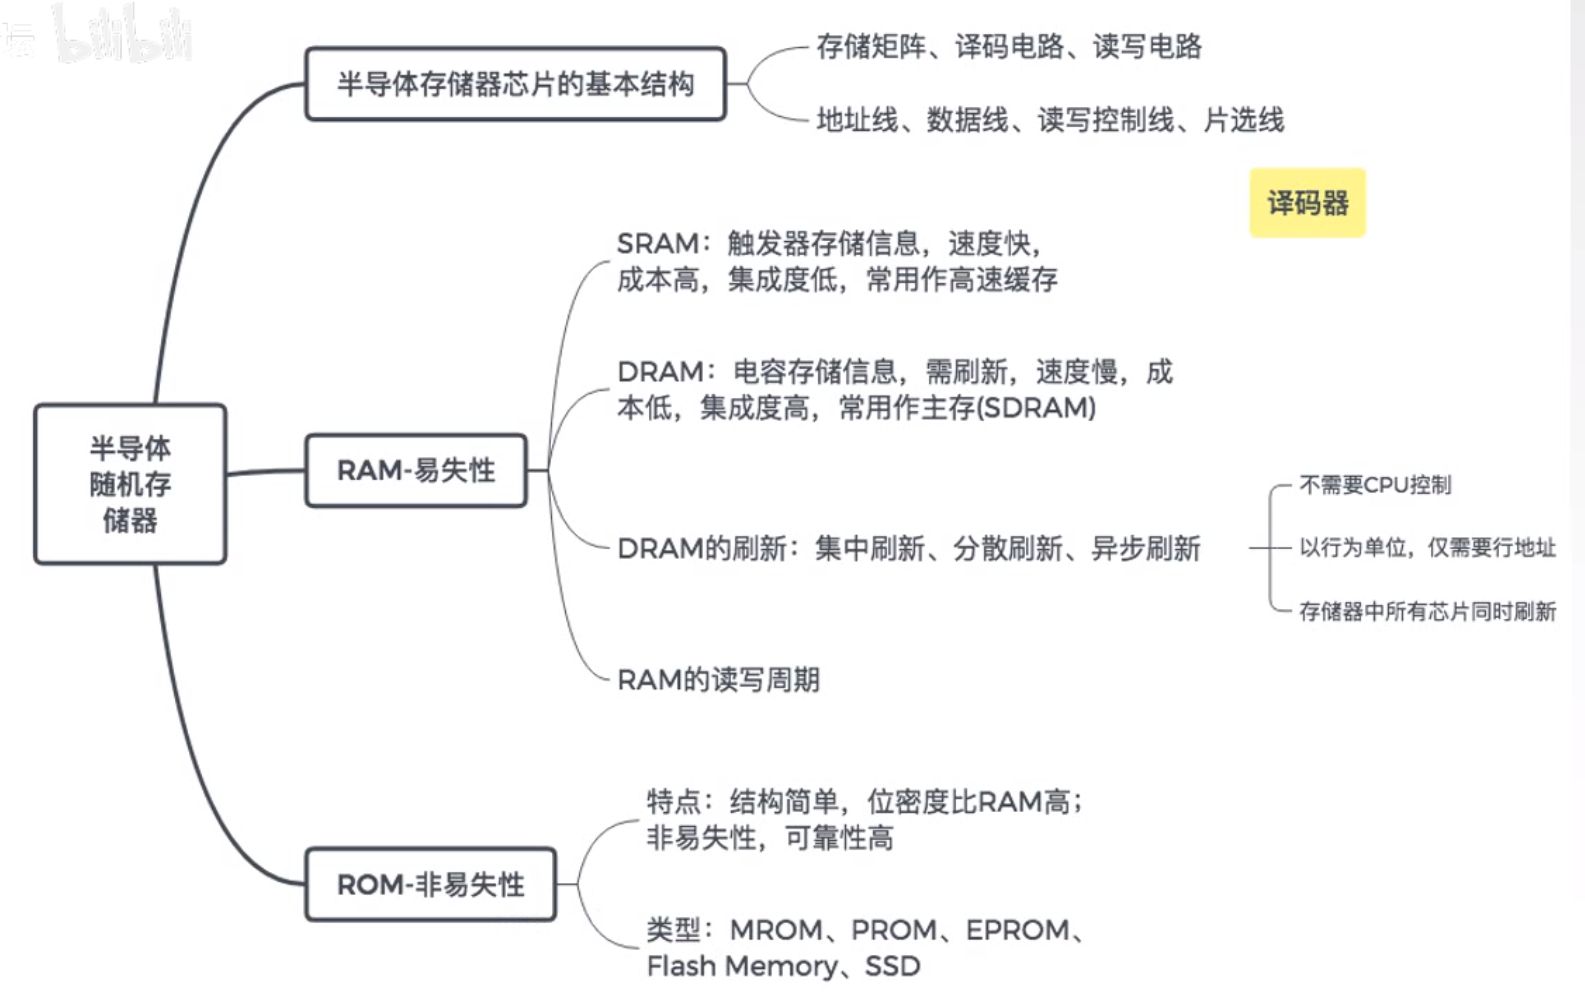 坛 bilibili
半导体存储器芯片的基本结构
存储矩阵、译码电路、读写电路
地址线、数据线、读写控制线、片选线
译码器
半导体
随机存
储器
RAM-易失性
SRAM：触发器存储信息，速度快，
成本高，集成度低，常用作高速缓存
DRAM：电容存储信息，需刷新，速度慢，成
本低，集成度高，常用作主存(SDRAM)
DRAM的刷新：集中刷新、分散刷新、异步刷新
不需要CPU控制
以行为单位，仅需要行地址
存储器中所有芯片同时刷新
RAM的读写周期
ROM-非易失性
特点：结构简单，位密度比RAM高；
非易失性，可靠性高
类型：MROM、PROM、EPROM、
Flash Memory、SSD